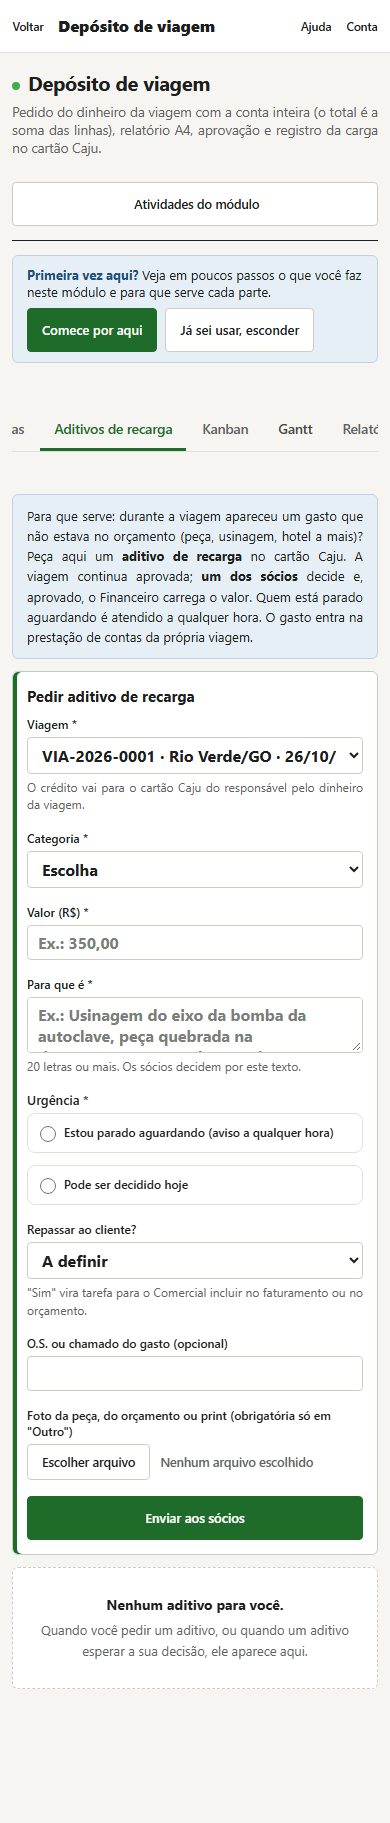 Voltar Depósito de viagem Ajuda Conta
Depósito de viagem
Pedido do dinheiro da viagem com a conta inteira (o total é a
soma das linhas), relatório A4, aprovação e registro da carga
no cartão Caju.
Atividades do módulo
Primeira vez aqui? Veja em poucos passos o que você faz
neste módulo e para que serve cada parte.
Comece por aqui Já sei usar, esconder
as Aditivos de recarga Kanban Gantt Relató
Para que serve: durante a viagem apareceu um gasto que
não estava no orçamento (peça, usinagem, hotel a mais)?
Peça aqui um aditivo de recarga no cartão Caju. A
viagem continua aprovada; um dos sócios decide e,
aprovado, o Financeiro carrega o valor. Quem está parado
aguardando é atendido a qualquer hora. O gasto entra na
prestação de contas da própria viagem.
Pedir aditivo de recarga
Viagem *
VIA-2026-0001 · Rio Verde/GO · 26/10/
O crédito vai para o cartão Caju do responsável pelo dinheiro
da viagem.
Categoria *
Escolha
Valor (R$) *
Ex.: 350,00
Para que é *
Ex.: Usinagem do eixo da bomba da
autoclave, peça quebrada na
20 letras ou mais. Os sócios decidem por este texto.
Urgência *
Estou parado aguardando (aviso a qualquer hora)
Pode ser decidido hoje
Repassar ao cliente?
A definir
"Sim" vira tarefa para o Comercial incluir no faturamento ou no
orçamento.
O.S. ou chamado do gasto (opcional)
Foto da peça, do orçamento ou print (obrigatória só em
"Outro")
Escolher arquivo Nenhum arquivo escolhido
Enviar aos sócios
Nenhum aditivo para você.
Quando você pedir um aditivo, ou quando um aditivo
esperar a sua decisão, ele aparece aqui.